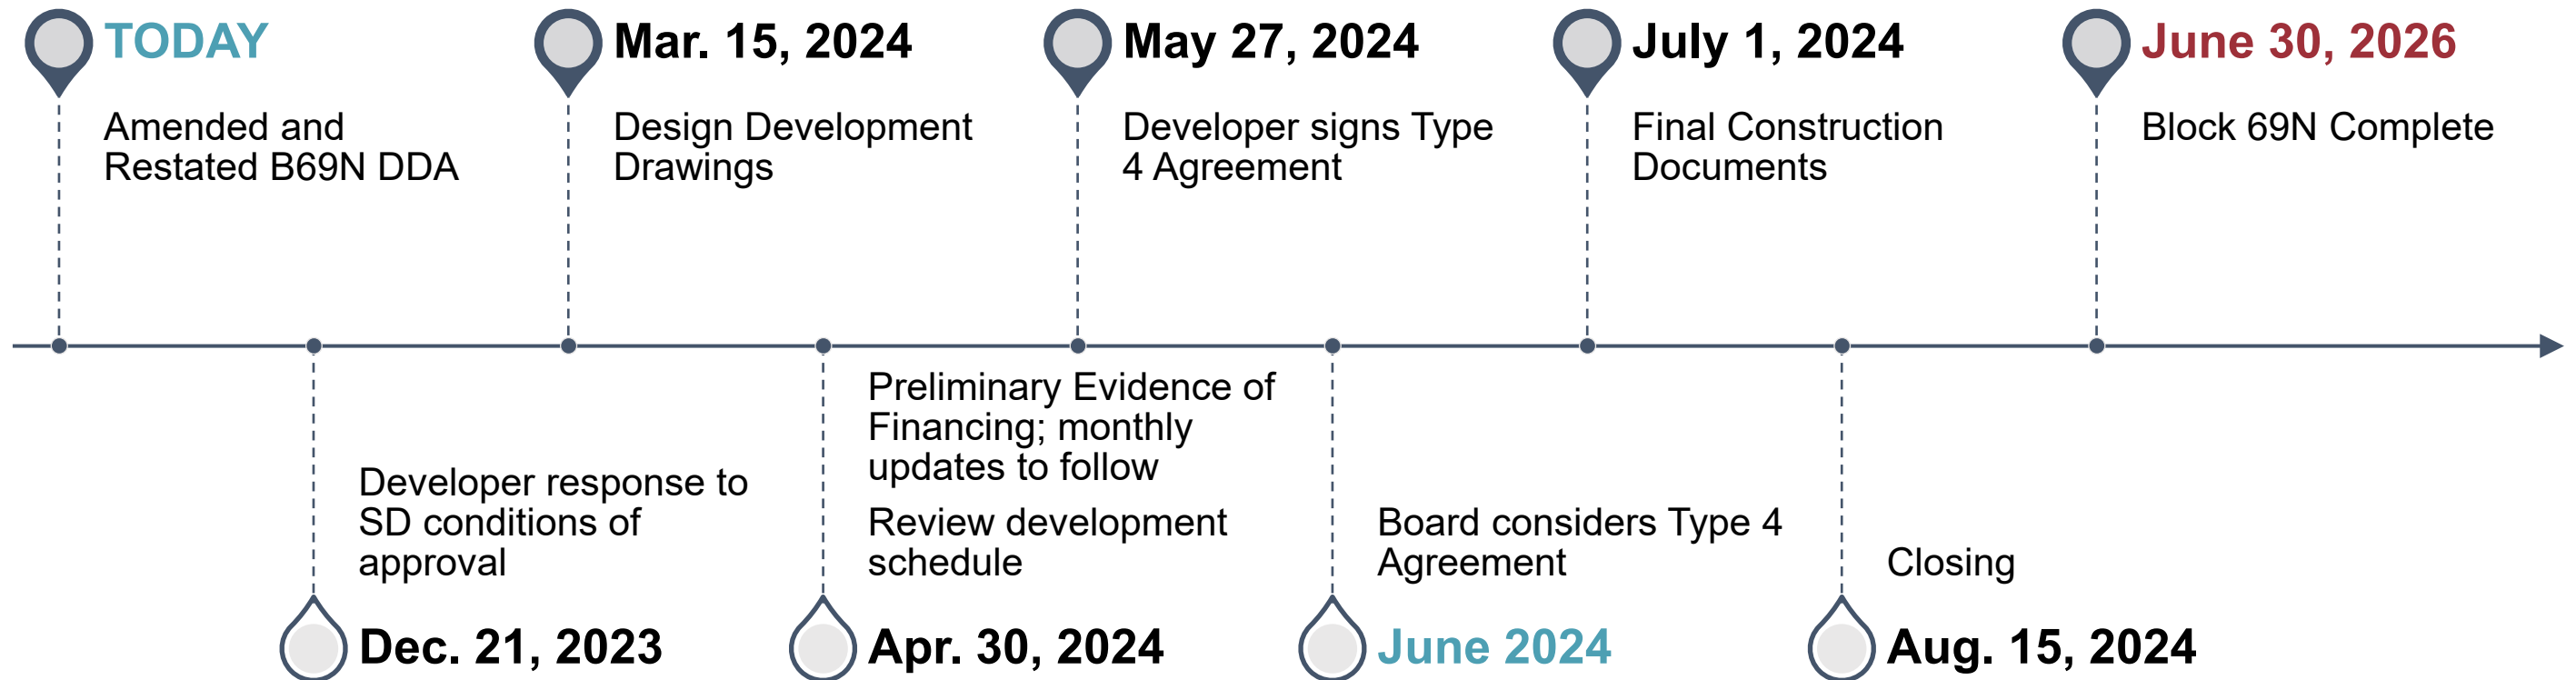 TODAY
Amended and
Restated B69N DDA
Dec. 21, 2023
Developer response to
SD conditions of
approval
Mar. 15, 2024
Design Development
Drawings
Apr. 30, 2024
Preliminary Evidence of
Financing; monthly
updates to follow
Review development
schedule
May 27, 2024
Developer signs Type
4 Agreement
June 2024
Board considers Type 4
Agreement
July 1, 2024
Final Construction
Documents
Aug. 15, 2024
Closing
June 30, 2026
Block 69N Complete